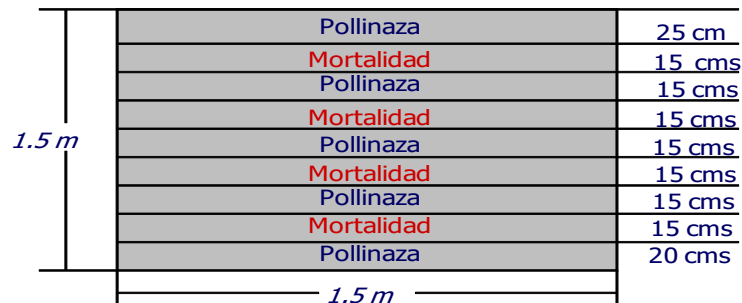 Pollinaza 25 cm
Mortalidad 15 cms
Pollinaza 15 cms
Mortalidad 15 cms
1.5 m Pollinaza 15 cms
Mortalidad 15 cms
Pollinaza 15 cms
Mortalidad 15 cms
Pollinaza 20 cms
1.5 m